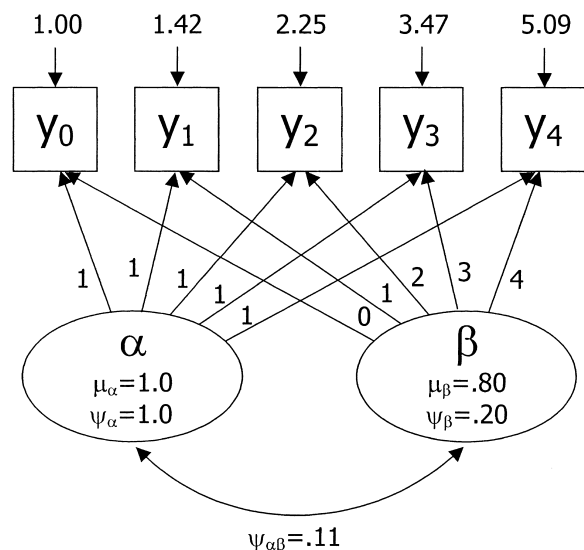 1.00 1.42 2.25 3.47 5.09
y₀ y₁ y₂ y₃ y₄
1 1 1 1 1 0 1 2 3 4
α β
μα=1.0 μβ=.80
ψα=1.0 ψβ=.20
ψαβ=.11